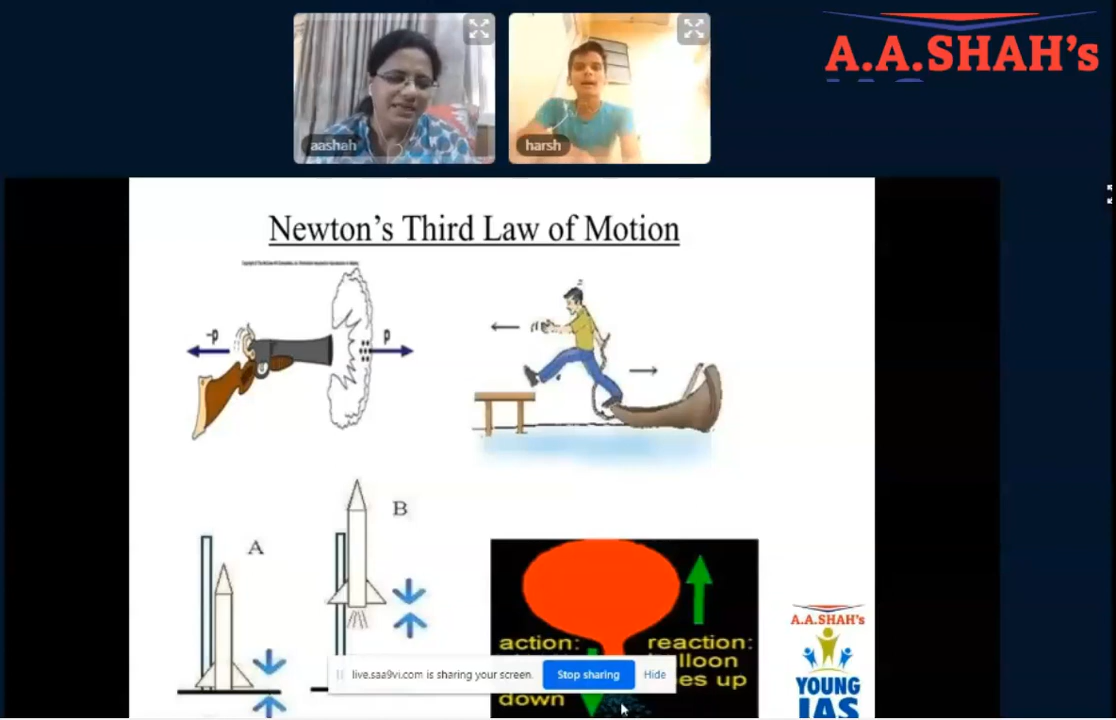 A.A.SHAH's
aashah
harsh
Newton's Third Law of Motion
-p
p
A
B
action:
down
reaction:
A.A.SHAH's
YOUNG
IAS
live.saa9vi.com is sharing your screen.
Stop sharing
Hide